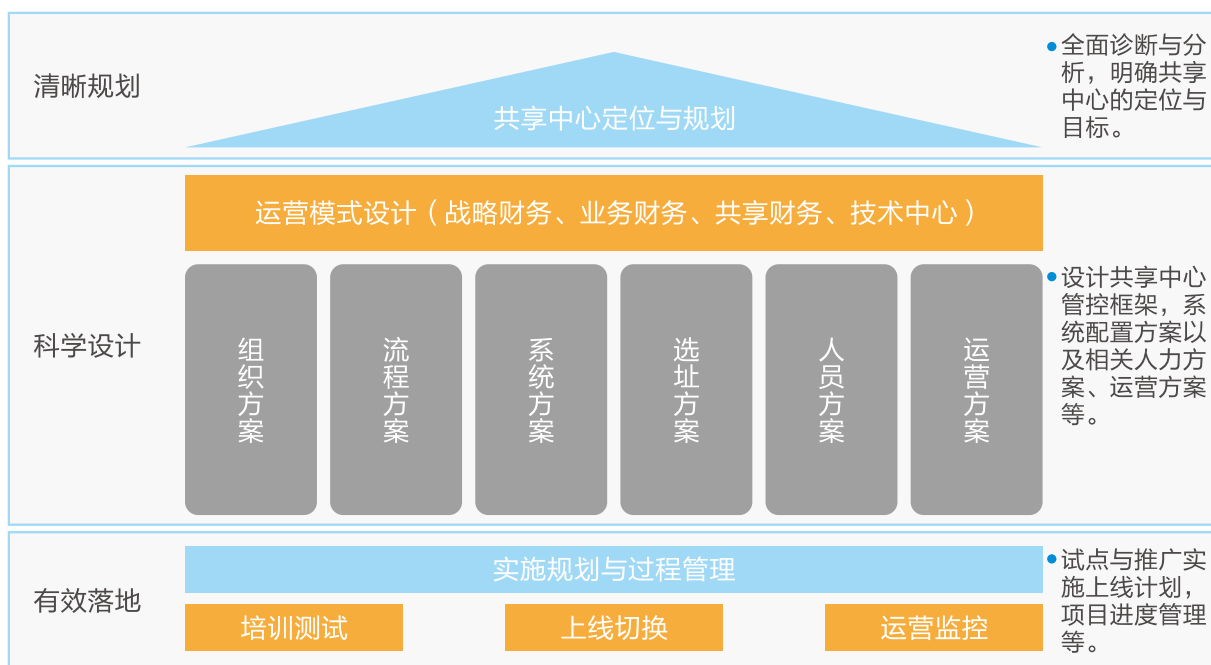 清晰规划
共享中心定位与规划
•全面诊断与分
析，明确共享
中心的定位与
目标。
科学设计
运营模式设计（战略财务、业务财务、共享财务、技术中心）
组织方案
流程方案
系统方案
选址方案
人员方案
运营方案
•设计共享中心
管控框架，系
统配置方案以
及相关人力方
案、运营方案
等。
有效落地
实施规划与过程管理
培训测试
上线切换
运营监控
•试点与推广实
施上线计划，
项目进度管理
等。